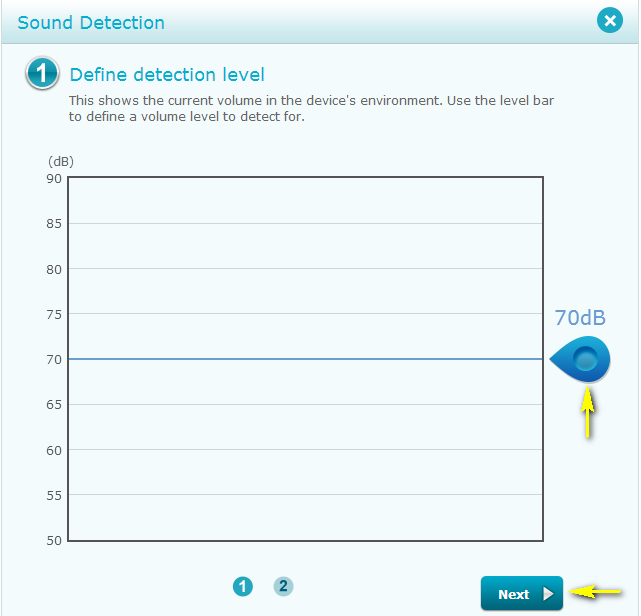 Sound Detection
1 Define detection level
This shows the current volume in the device's environment. Use the level bar
to define a volume level to detect for.
(dB)
90
85
80
75
70dB
70
65
60
55
50
1 2
Next